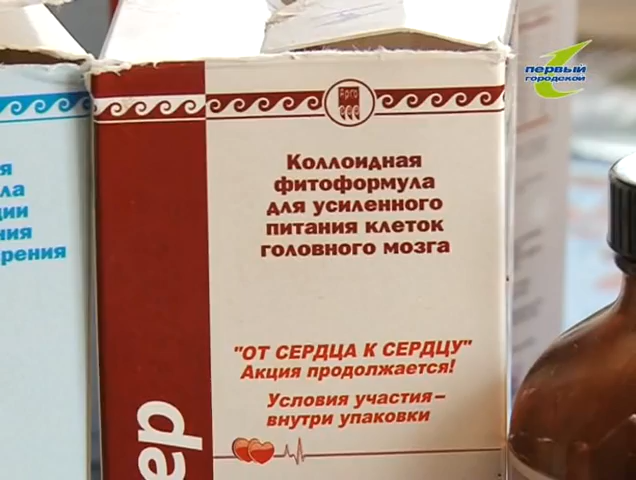 первый
городской
Арго
Коллоидная
фитоформула
для усиленного
питания клеток
головного мозга
"ОТ СЕРДЦА К СЕРДЦУ"
Акция продолжается!
Условия участия–
внутри упаковки